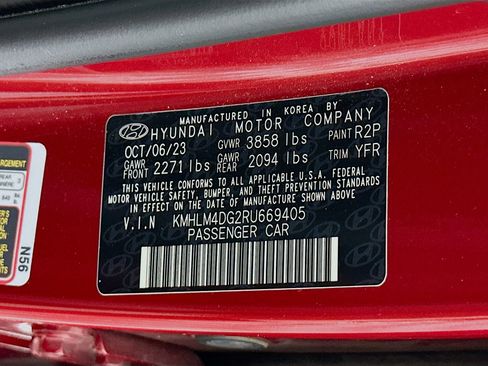 MANUFACTURED IN KOREA BY
HYUNDAI MOTOR COMPANY
OCT/06/23 GVWR 3858 lbs PAINT R2P
GAWR FRONT 2271 lbs GAWR REAR 2094 lbs TRIM YFR
THIS VEHICLE CONFORMS TO ALL APPLICABLE U.S.A. FEDERAL
MOTOR VEHICLE SAFETY, BUMPER, AND THEFT PREVENTION STANDARDS
IN EFFECT ON THE DATE OF MANUFACTURE SHOWN ABOVE.
V.I.N KMHLM4DG2RU669405
PASSENGER CAR
REAR
N56